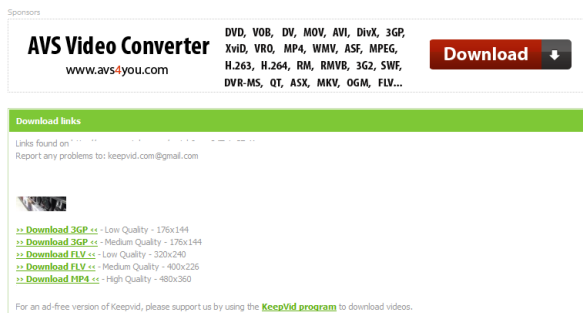 Sponsors
AVS Video Converter
www.avs4you.com
DVD, VOB, DV, MOV, AVI, DivX, 3GP,
XviD, VRO, MP4, WMV, ASF, MPEG,
H.263, H.264, RM, RMVB, 3G2, SWF,
DVR-MS, QT, ASX, MKV, OGM, FLV...
Download
Download links
Links found on
Report any problems to: keepvid.com@gmail.com
>> Download 3GP << - Low Quality - 176x144
>> Download 3GP << - Medium Quality - 176x144
>> Download FLV << - Low Quality - 320x240
>> Download FLV << - Medium Quality - 400x226
>> Download MP4 << - High Quality - 480x360
For an ad-free version of Keepvid, please support us by using the KeepVid program to download videos.